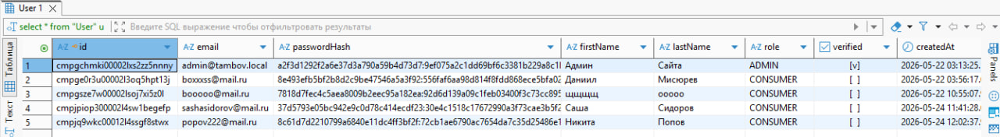 User 1
select * from "User" u Введите SQL выражение чтобы отфильтровать результаты
Таблица
Текст
Panels
A-Z id A-Z email A-Z passwordHash A-Z firstName A-Z lastName A-Z role verified createdAt
1 cmpgchmki00002lxs2zz5nnny admin@tambov.local a2f3d1292f2a6e37d3a790a59b4d73d7:9ef075a2c1dd69bf6c3381b229a8c1 Админ Сайта ADMIN [v] 2026-05-22 03:13:25.
2 cmpge0r3u00002l3oq5hpt13j boxxxss@mail.ru 8e493efb5bf2b8d2c9be47546a5a3f92:556faf6aa98d814f8fdd868ece5bfa02 Даниил Мисюрев CONSUMER [ ] 2026-05-22 03:56:17.
3 cmpgsze7w00002lsoj7xi5z0l booooo@mail.ru 7818d7fec4c5aea8009b2eec95a182ea:92d6d139a09c1feb03400f3c73cc895 щщщщщ ооооо CONSUMER [ ] 2026-05-22 10:55:07.
4 cmpjpiop300002l4sw1begefp sashasidorov@mail.ru 37d5793e05bc942e9c0d78c414ecdf23:30e4c1518c17672990a3f73cae3b5f2 Саша Сидоров CONSUMER [ ] 2026-05-24 11:41:28.
5 cmpjq9wkc00012l4ssgf8stwx popov222@mail.ru 8c61d7d2210799a6840e11dc4ff3bf2f:72cb1ae6790ac7654da7c35d25486e1 Никита Попов CONSUMER [ ] 2026-05-24 12:02:37.